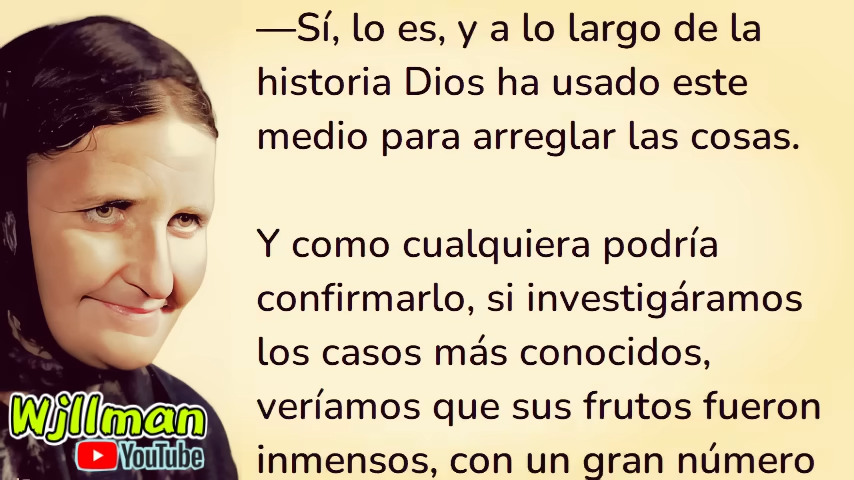 —Sí, lo es, y a lo largo de la
historia Dios ha usado este
medio para arreglar las cosas.
Y como cualquiera podría
confirmarlo, si investigáramos
los casos más conocidos,
veríamos que sus frutos fueron
inmensos, con un gran número
Wjllman
YouTube